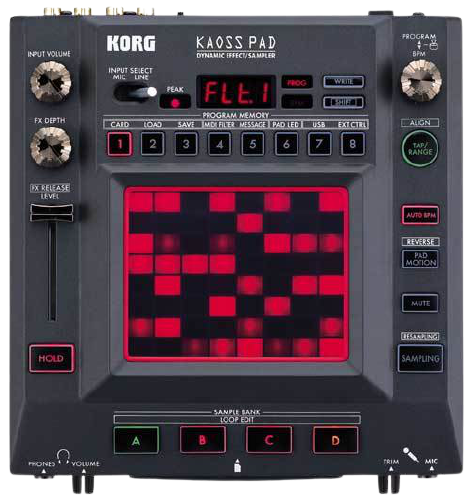 KORG
KAOSS PAD
DYNAMIC EFFECT/SAMPLER
INPUT VOLUME
INPUT SELECT
MIC LINE
PEAK
FLt.1
PROG
WRITE
SHIFT
PROGRAM
BPM
PROGRAM MEMORY
CARD LOAD SAVE MIDI FILTER MESSAGE PAD LED USB EXT CTRL
1 2 3 4 5 6 7 8
FX DEPTH
ALIGN
TAP/
RANGE
FX RELEASE
LEVEL
AUTO BPM
REVERSE
PAD
MOTION
MUTE
HOLD
RESAMPLING
SAMPLING
SAMPLE BANK
LOOP EDIT
A B C D
PHONES VOLUME
TRIM MIC